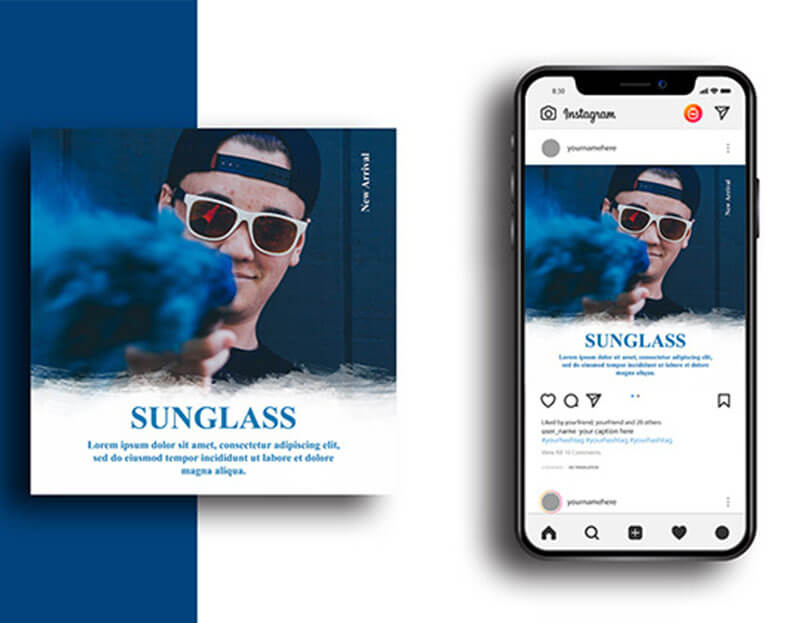 New Arrival
SUNGLASS
Lorem ipsum dolor sit amet, consectetur adipiscing elit,
sed do eiusmod tempor incididunt ut labore et dolore
magna aliqua.
8:30
Instagram
yournamehere
New Arrival
SUNGLASS
Lorem ipsum dolor sit amet, consectetur adipiscing elit,
sed do eiusmod tempor incididunt ut labore et dolore
magna aliqua.
Liked by yourfriend, yourfriend and 20 others
user_name your caption here
#yourhashtag #yourhashtag #yourhashtag
View All 10 Comments
SEE TRANSLATION
yournamehere